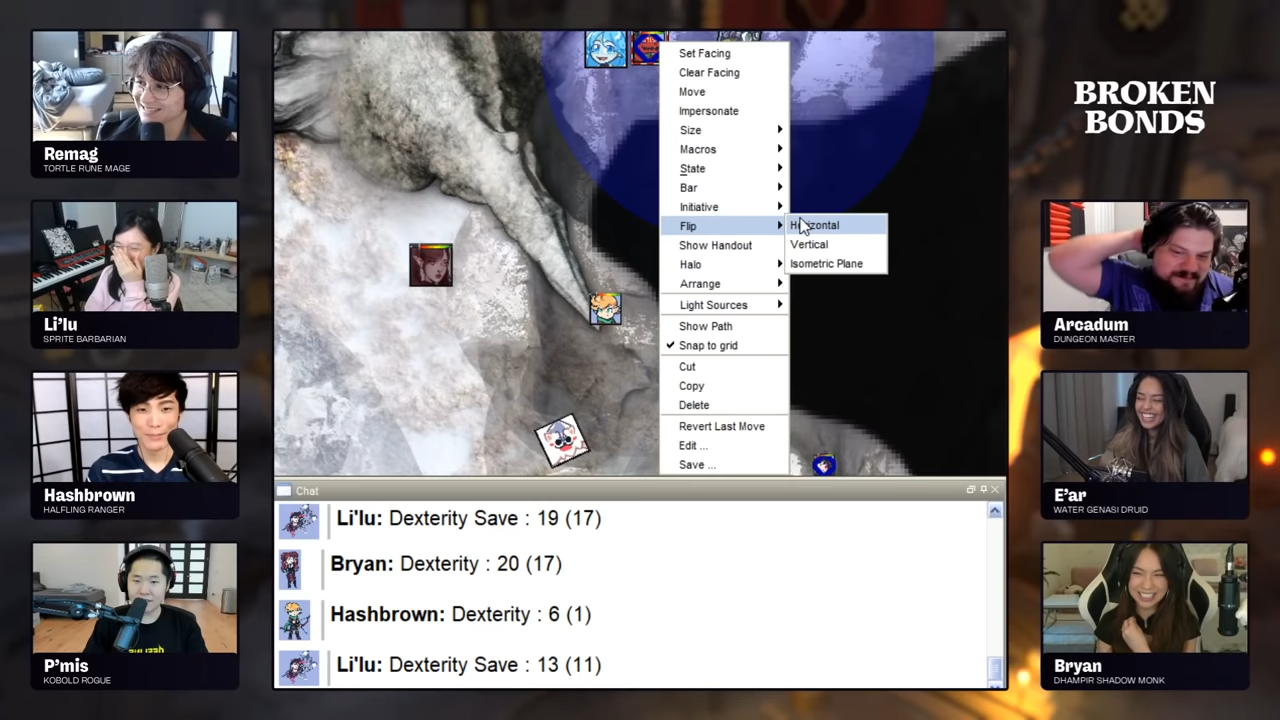 Remag
TORTLE RUNE MAGE
Li'lu
SPRITE BARBARIAN
Hashbrown
HALFLING RANGER
P'mis
KOBOLD ROGUE
Set Facing
Clear Facing
Move
Impersonate
Size
Macros
State
Bar
Initiative
Flip
Show Handout
Halo
Arrange
Light Sources
Show Path
Snap to grid
Cut
Copy
Delete
Revert Last Move
Edit ...
Save ...
Horizontal
Vertical
Isometric Plane
Chat
Li'lu: Dexterity Save : 19 (17)
Bryan: Dexterity : 20 (17)
Hashbrown: Dexterity : 6 (1)
Li'lu: Dexterity Save : 13 (11)
BROKEN
BONDS
Arcadum
DUNGEON MASTER
E'ar
WATER GENASI DRUID
Bryan
DHAMPIR SHADOW MONK